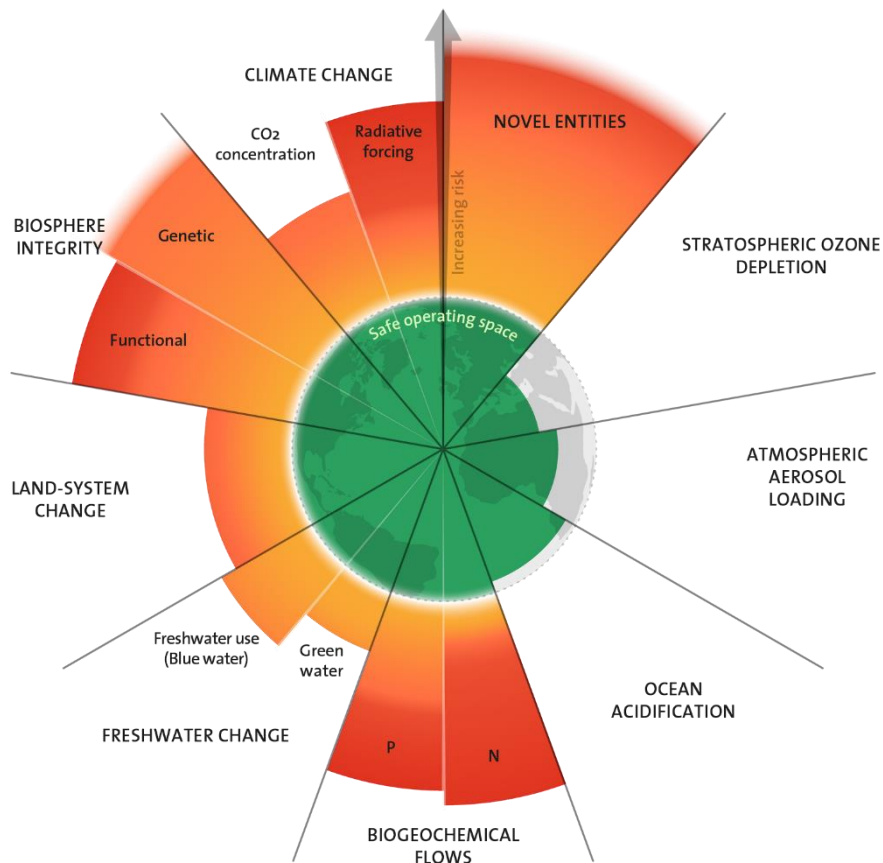 CLIMATE CHANGE
CO2
concentration
Radiative
forcing
Increasing risk
NOVEL ENTITIES
STRATOSPHERIC OZONE
DEPLETION
BIOSPHERE
INTEGRITY
Genetic
Functional
Safe operating space
ATMOSPHERIC
AEROSOL
LOADING
LAND-SYSTEM
CHANGE
Freshwater use
(Blue water)
Green
water
FRESHWATER CHANGE
P
N
OCEAN
ACIDIFICATION
BIOGEOCHEMICAL
FLOWS